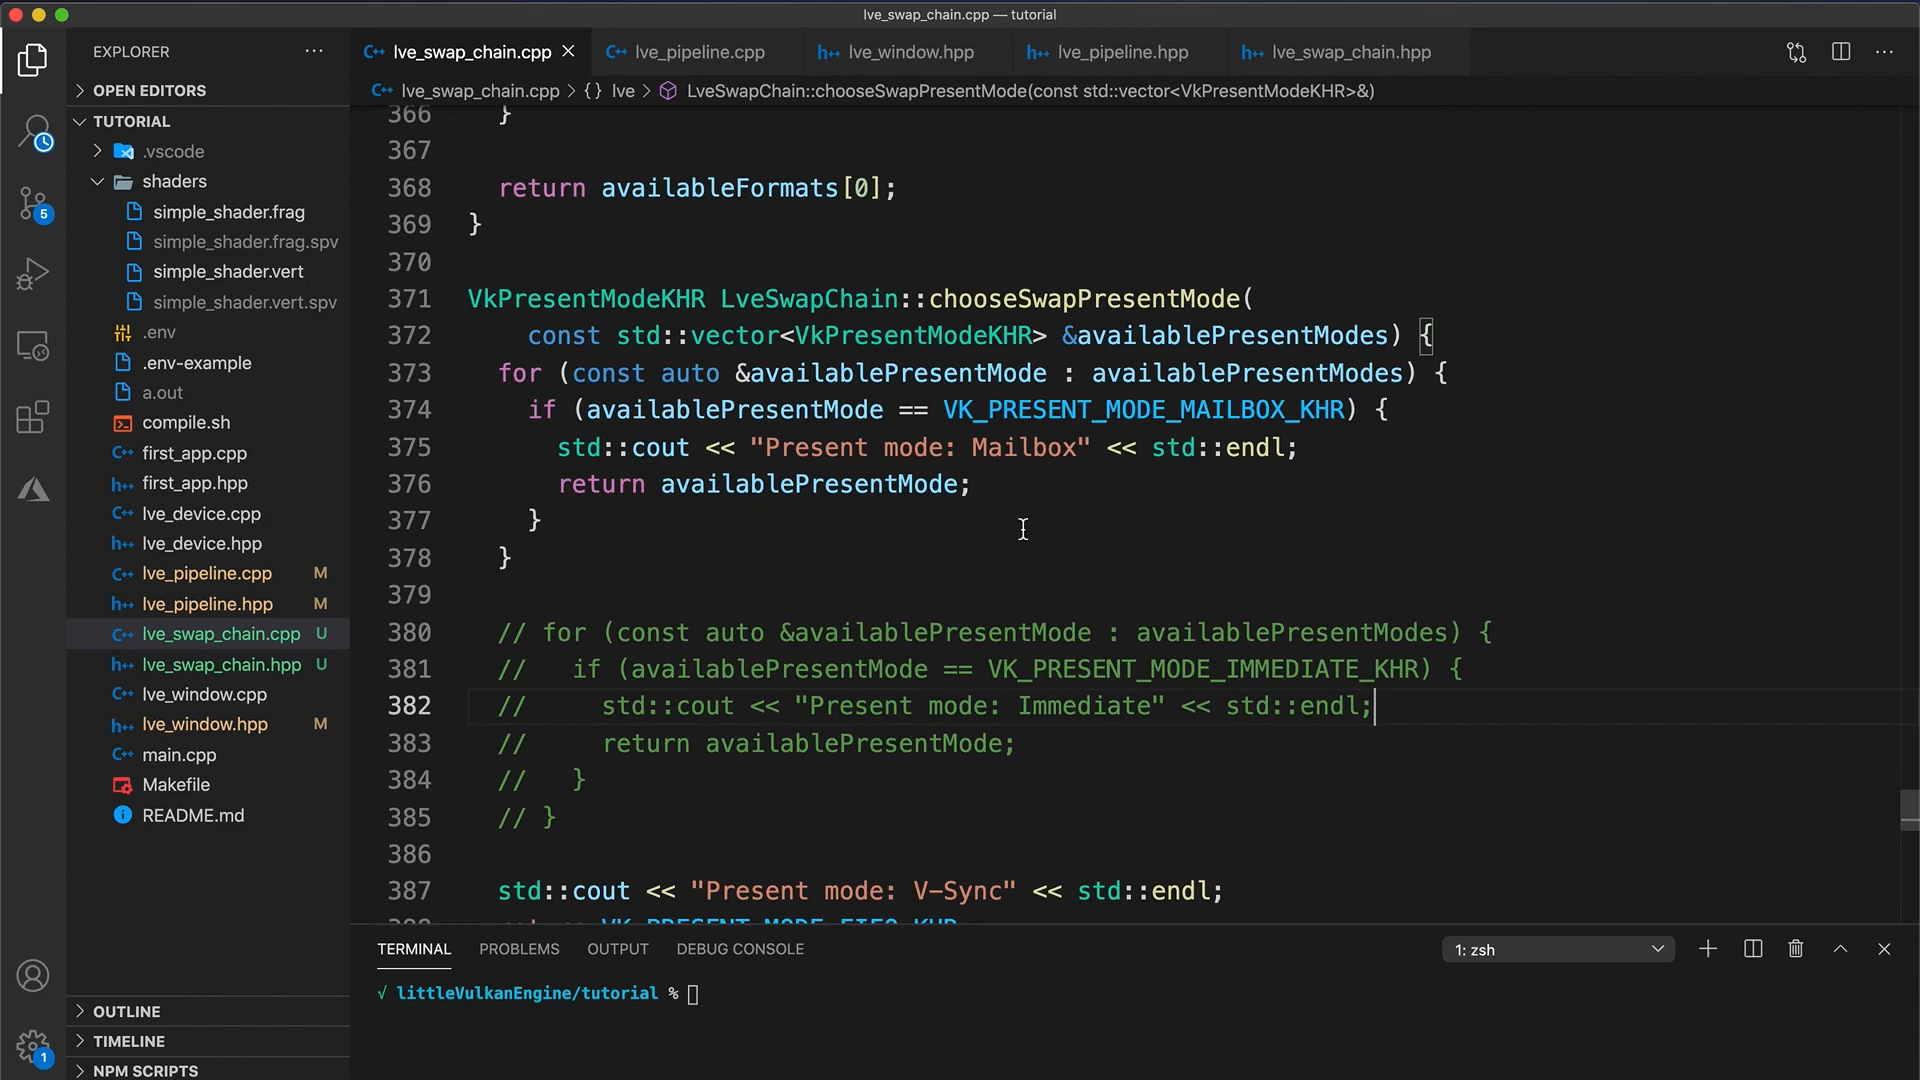 lve_swap_chain.cpp — tutorial
EXPLORER
lve_swap_chain.cpp
lve_pipeline.cpp
lve_window.hpp
lve_pipeline.hpp
lve_swap_chain.hpp
OPEN EDITORS
lve_swap_chain.cpp > {} lve > LveSwapChain::chooseSwapPresentMode(const std::vector<VkPresentModeKHR>&)
TUTORIAL
.vscode
shaders
simple_shader.frag
simple_shader.frag.spv
simple_shader.vert
simple_shader.vert.spv
.env
.env-example
a.out
compile.sh
first_app.cpp
first_app.hpp
lve_device.cpp
lve_device.hpp
lve_pipeline.cpp M
lve_pipeline.hpp M
lve_swap_chain.cpp U
lve_swap_chain.hpp U
lve_window.cpp
lve_window.hpp M
main.cpp
Makefile
README.md
OUTLINE
TIMELINE
NPM SCRIPTS
5
1
366 }
367
368 return availableFormats[0];
369 }
370
371 VkPresentModeKHR LveSwapChain::chooseSwapPresentMode(
372 const std::vector<VkPresentModeKHR> &availablePresentModes) {
373 for (const auto &availablePresentMode : availablePresentModes) {
374 if (availablePresentMode == VK_PRESENT_MODE_MAILBOX_KHR) {
375 std::cout << "Present mode: Mailbox" << std::endl;
376 return availablePresentMode;
377 }
378 }
379
380 // for (const auto &availablePresentMode : availablePresentModes) {
381 // if (availablePresentMode == VK_PRESENT_MODE_IMMEDIATE_KHR) {
382 // std::cout << "Present mode: Immediate" << std::endl;
383 // return availablePresentMode;
384 // }
385 // }
386
387 std::cout << "Present mode: V-Sync" << std::endl;
388 return VK_PRESENT_MODE_FIFO_KHR;
TERMINAL
PROBLEMS
OUTPUT
DEBUG CONSOLE
1: zsh
√ littleVulkanEngine/tutorial %